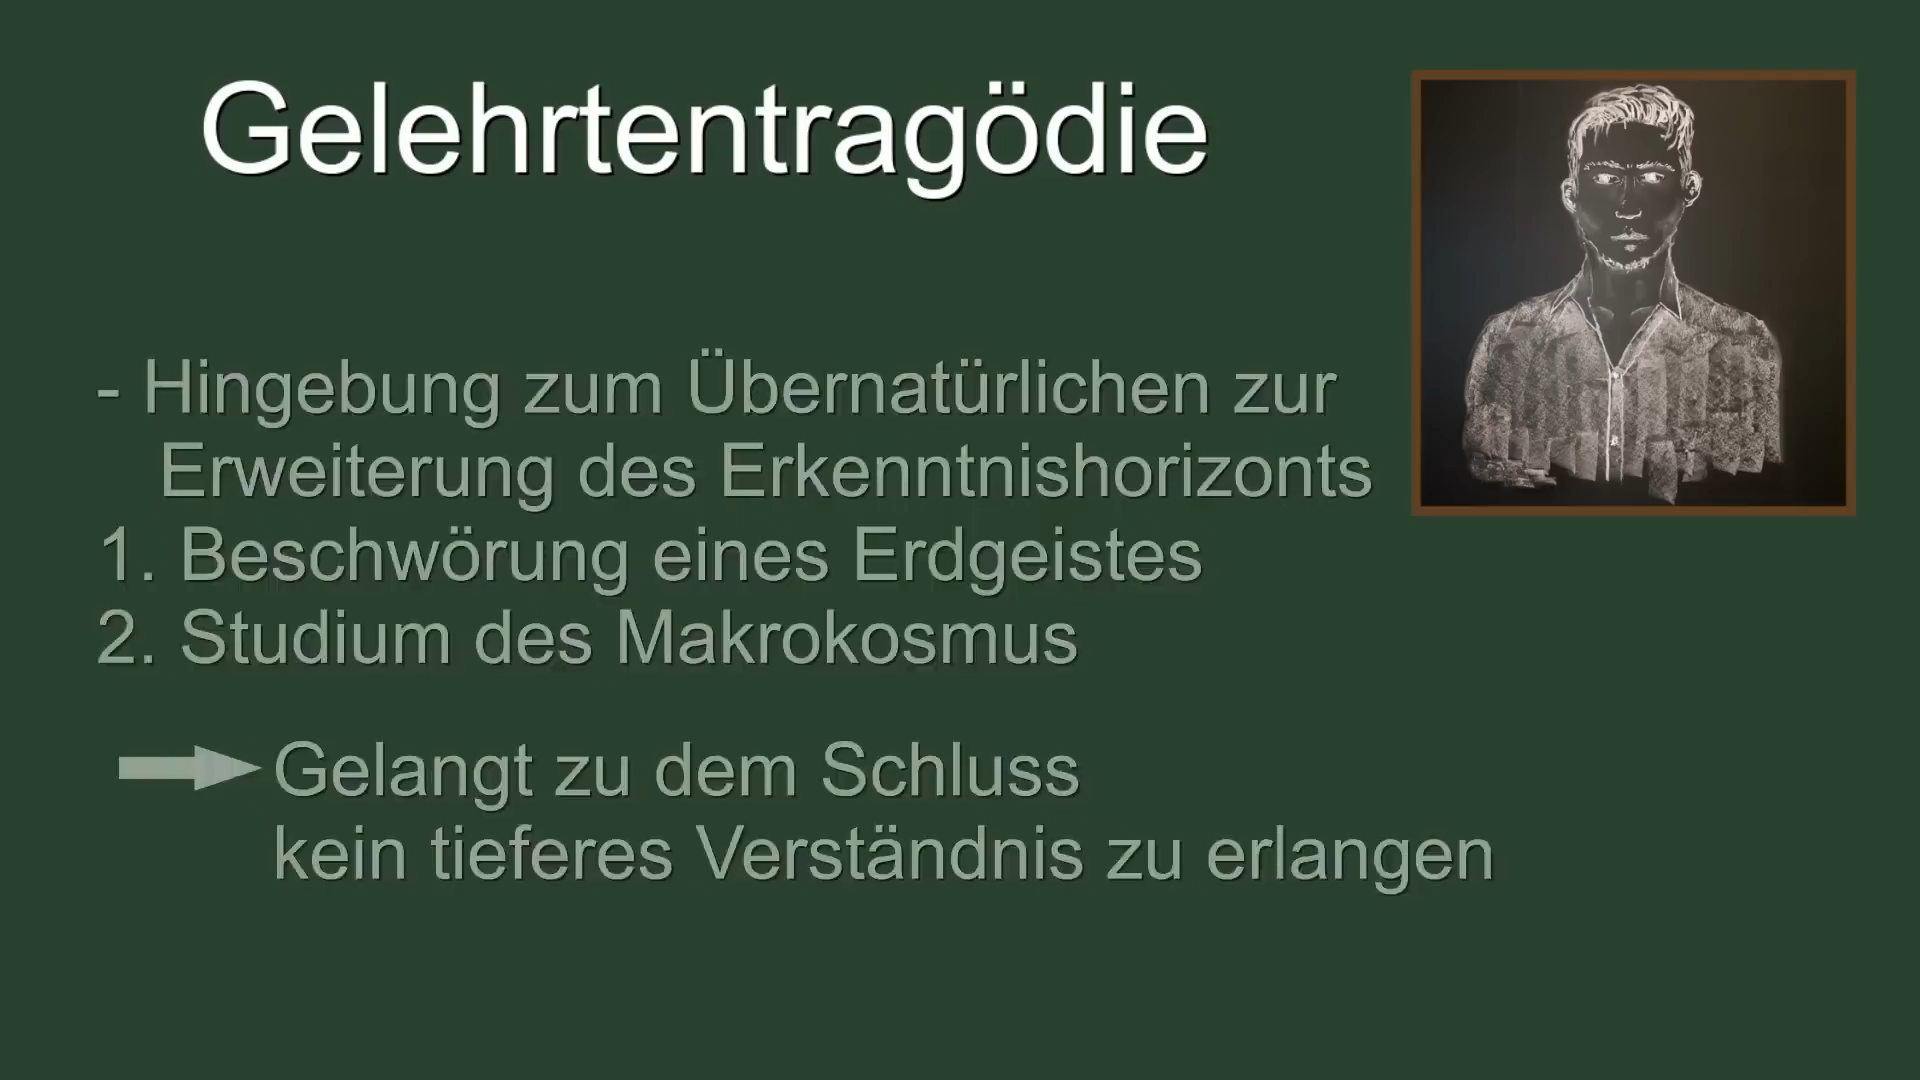 Gelehrtentragödie
- Hingebung zum Übernatürlichen zur
Erweiterung des Erkenntnishorizonts
1. Beschwörung eines Erdgeistes
2. Studium des Makrokosmus
Gelangt zu dem Schluss
kein tieferes Verständnis zu erlangen